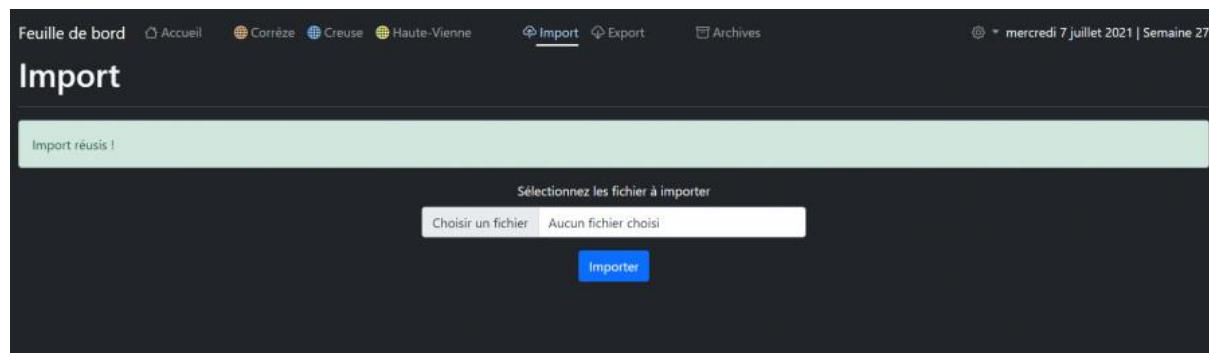 Feuille de bord Accueil Corrèze Creuse Haute-Vienne Import Export Archives mercredi 7 juillet 2021 | Semaine 27
Import
Import réusis !
Sélectionnez les fichier à importer
Choisir un fichier Aucun fichier choisi
Importer